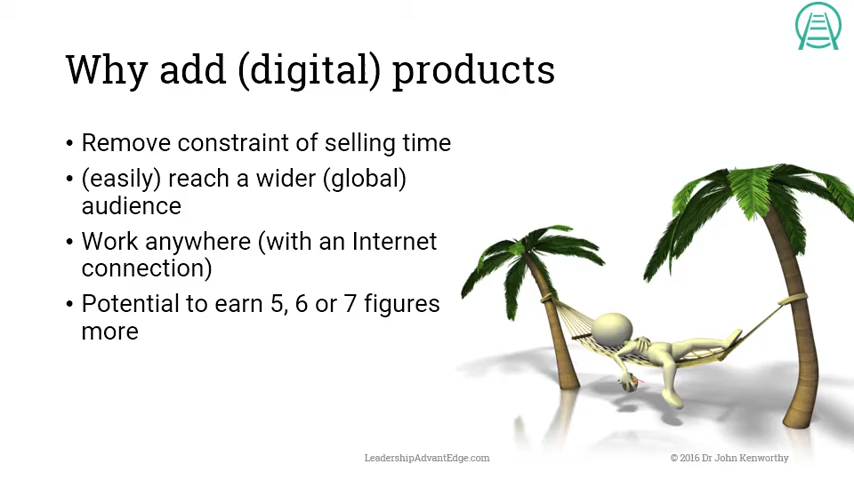 Why add (digital) products
• Remove constraint of selling time
• (easily) reach a wider (global)
audience
• Work anywhere (with an Internet
connection)
• Potential to earn 5, 6 or 7 figures
more
LeadershipAdvantEdge.com
© 2016 Dr John Kenworthy